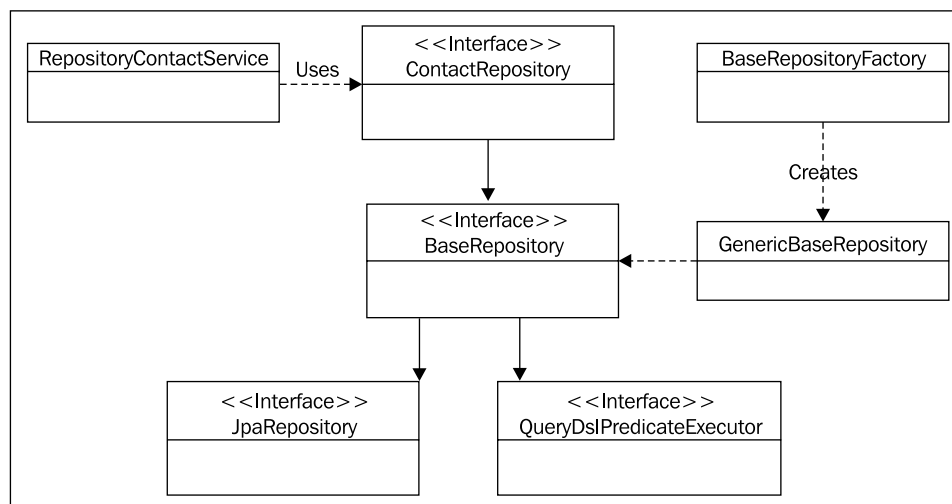 RepositoryContactService
Uses
<<Interface>>
ContactRepository
BaseRepositoryFactory
Creates
<<Interface>>
BaseRepository
GenericBaseRepository
<<Interface>>
JpaRepository
<<Interface>>
QueryDslPredicateExecutor